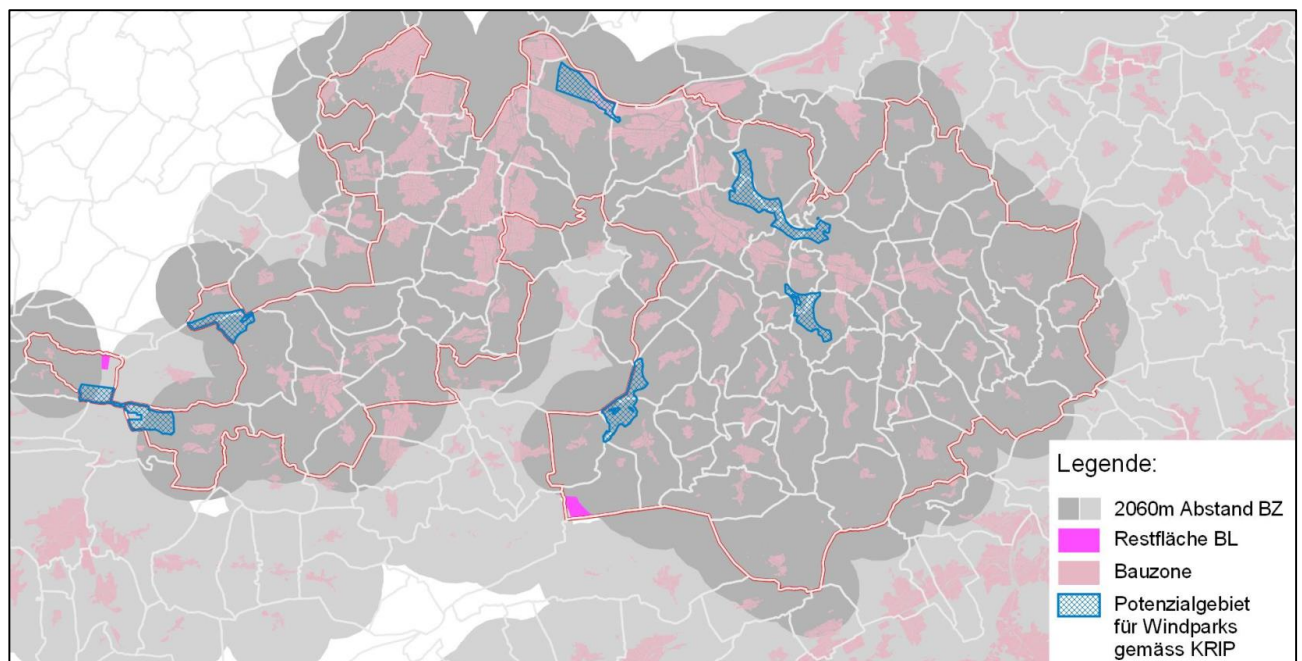 Legende:
2060m Abstand BZ
Restfläche BL
Bauzone
Potenzialgebiet
für Windparks
gemäss KRIP